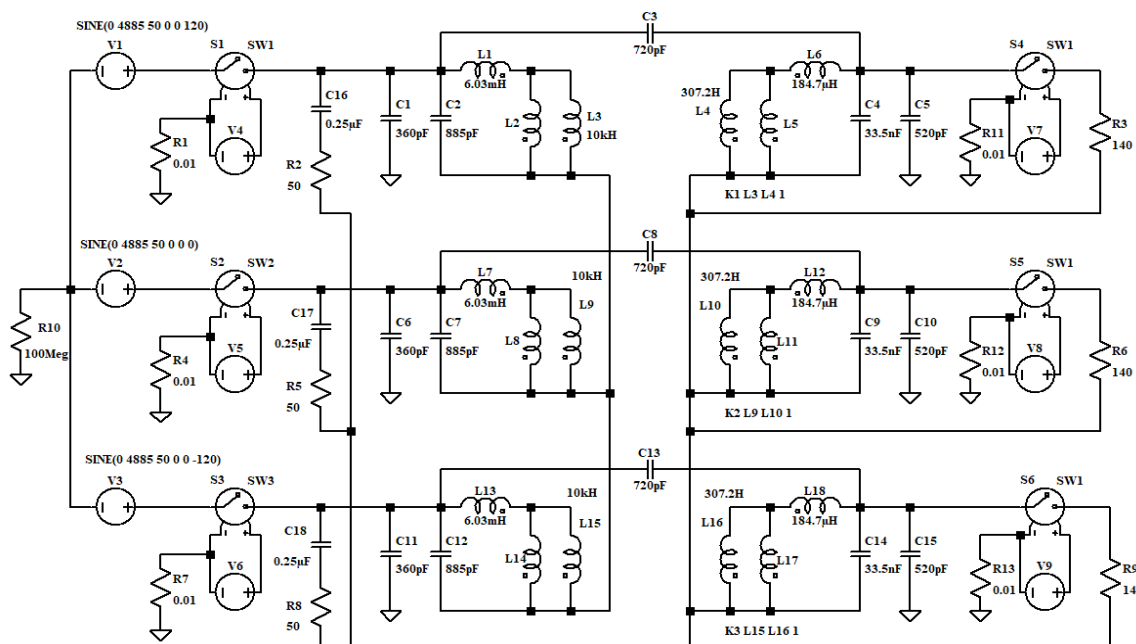 SINE(0 4885 50 0 0 120)
V1
S1 SW1
V4
R1
0.01
C16
0.25µF
R2
50
C1
360pF
C2
885pF
L1
6.03mH
L2
L3
10kH
C3
720pF
307.2H
L4
L5
L6
184.7µH
C4
33.5nF
C5
520pF
S4 SW1
R11
0.01
V7
R3
140
K1 L3 L4 1
SINE(0 4885 50 0 0 0)
V2
S2 SW2
V5
R10
100Meg
R4
0.01
C17
0.25µF
R5
50
C6
360pF
C7
885pF
L7
6.03mH
L8
10kH
L9
C8
720pF
307.2H
L10
L11
L12
184.7µH
C9
33.5nF
C10
520pF
S5 SW1
R12
0.01
V8
R6
140
K2 L9 L10 1
SINE(0 4885 50 0 0 -120)
V3
S3 SW3
V6
R7
0.01
C18
0.25µF
R8
50
C11
360pF
C12
885pF
L13
6.03mH
L14
10kH
L15
C13
720pF
307.2H
L16
L17
L18
184.7µH
C14
33.5nF
C15
520pF
S6 SW1
R13
0.01
V9
R9
14
K3 L15 L16 1